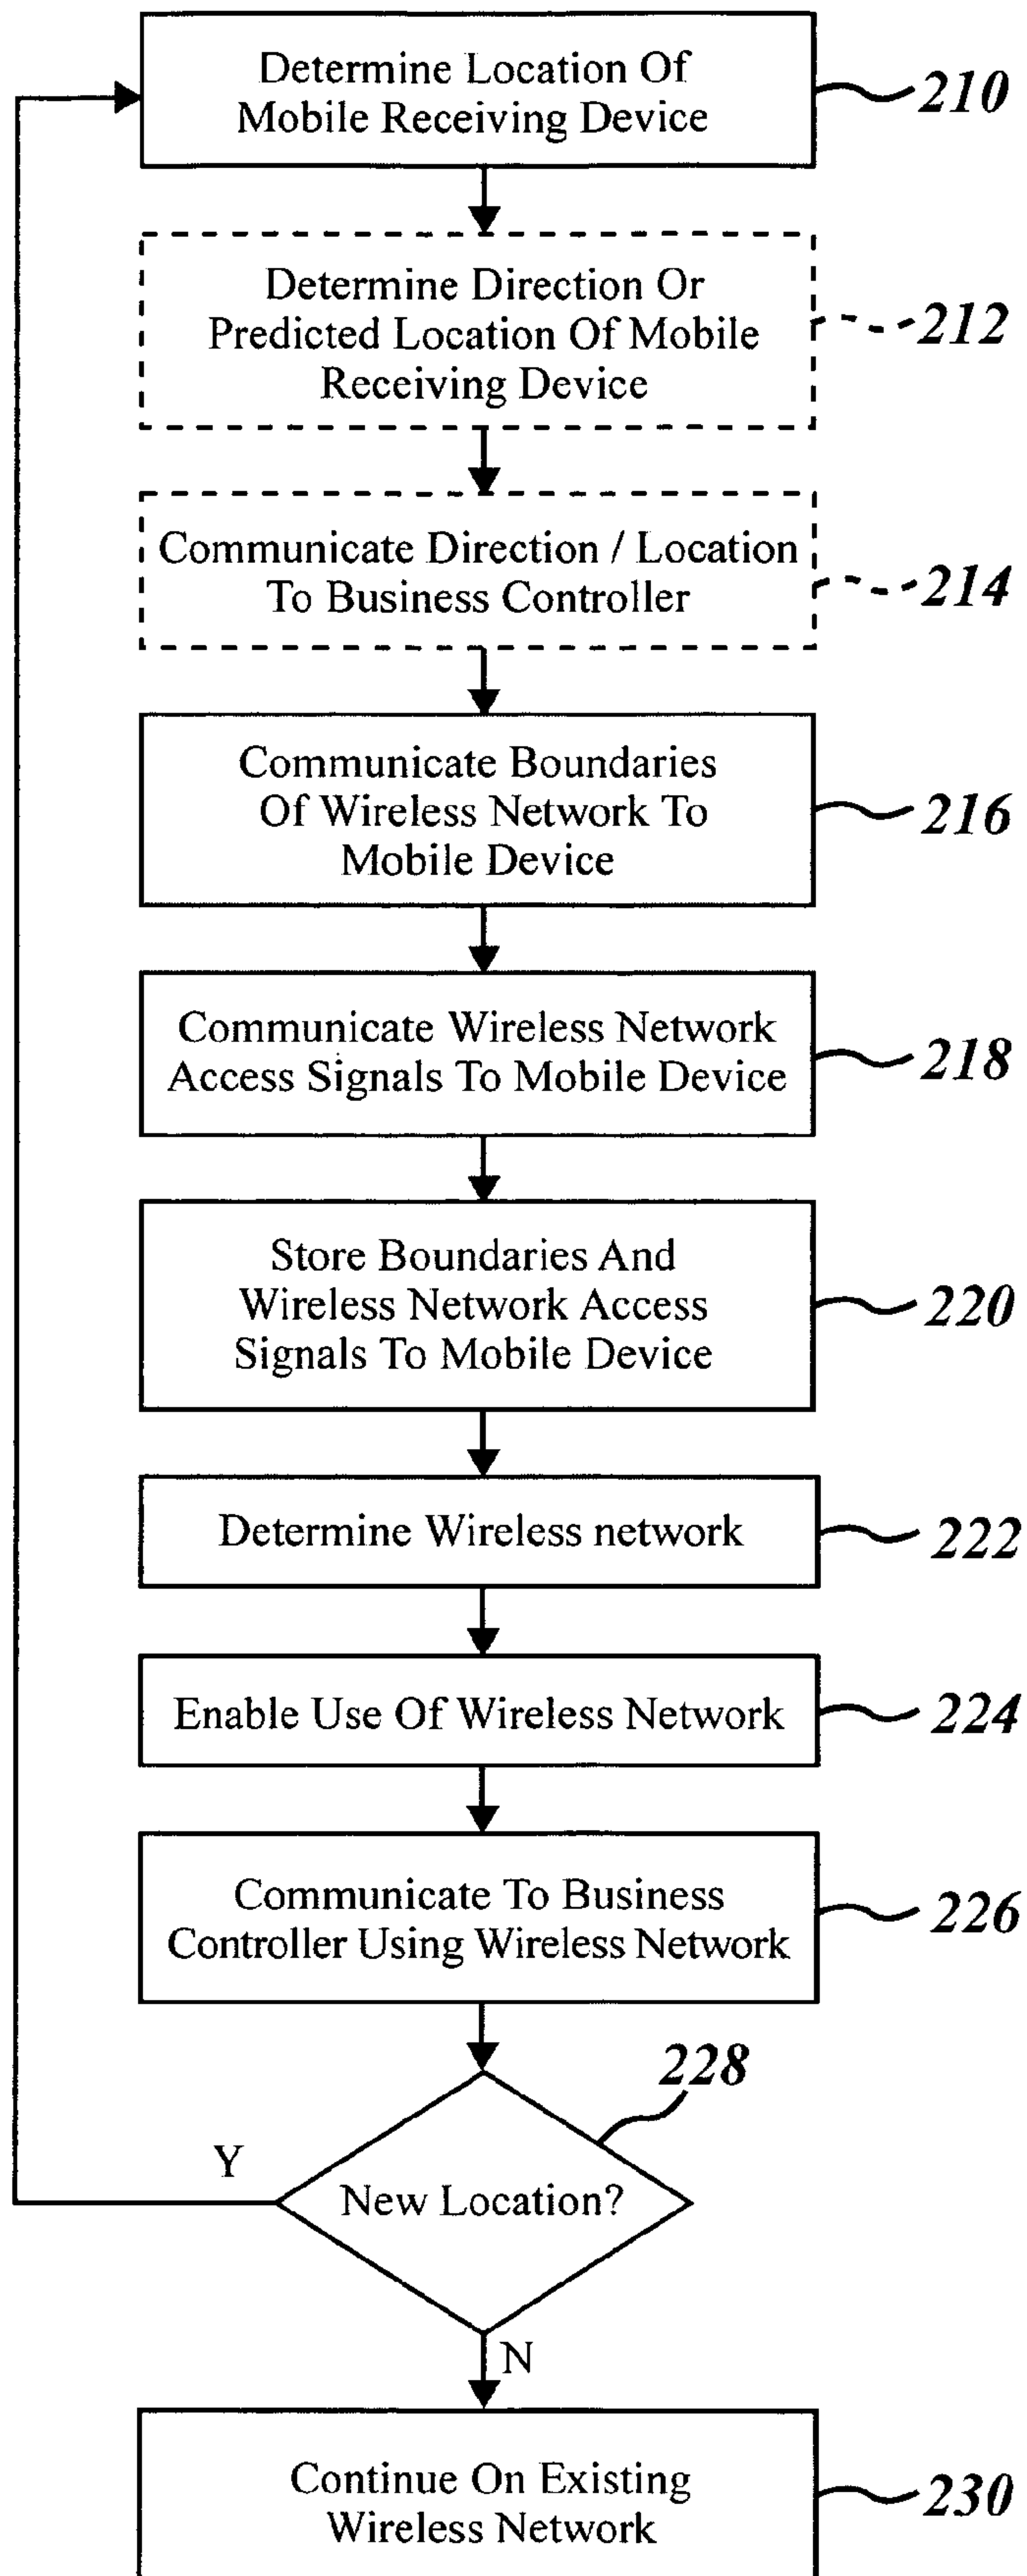 Determine Location Of
Mobile Receiving Device
210
Determine Direction Or
Predicted Location Of Mobile
Receiving Device
212
Communicate Direction / Location
To Business Controller
214
Communicate Boundaries
Of Wireless Network To
Mobile Device
216
Communicate Wireless Network
Access Signals To Mobile Device
218
Store Boundaries And
Wireless Network Access
Signals To Mobile Device
220
Determine Wireless network
222
Enable Use Of Wireless Network
224
Communicate To Business
Controller Using Wireless Network
226
228
Y
New Location?
N
Continue On Existing
Wireless Network
230